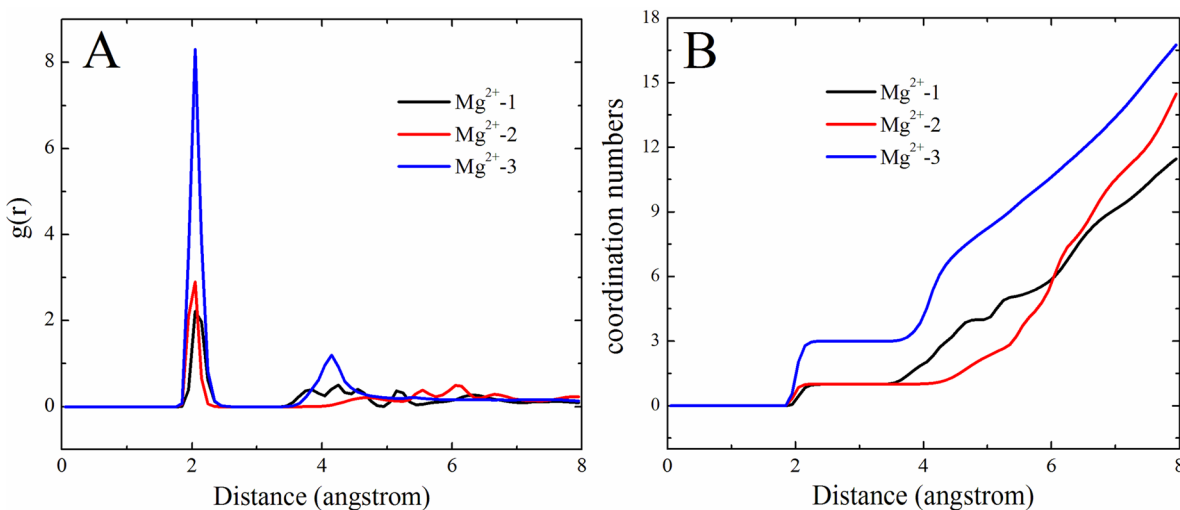 A
g(r)
8
6
4
2
0
Mg²⁺-1
Mg²⁺-2
Mg²⁺-3
0 2 4 6 8
Distance (angstrom)
B
coordination numbers
18
15
12
9
6
3
0
Mg²⁺-1
Mg²⁺-2
Mg²⁺-3
0 2 4 6 8
Distance (angstrom)